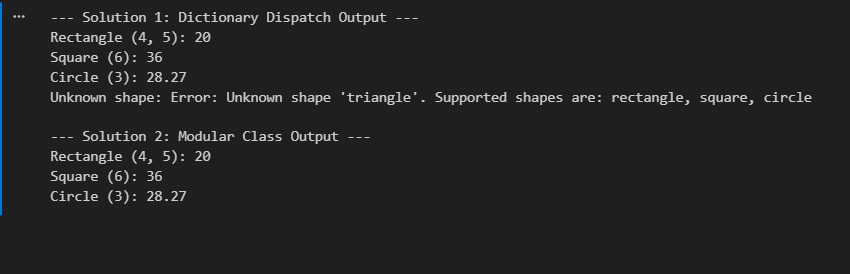 --- Solution 1: Dictionary Dispatch Output ---
Rectangle (4, 5): 20
Square (6): 36
Circle (3): 28.27
Unknown shape: Error: Unknown shape 'triangle'. Supported shapes are: rectangle, square, circle
--- Solution 2: Modular Class Output ---
Rectangle (4, 5): 20
Square (6): 36
Circle (3): 28.27